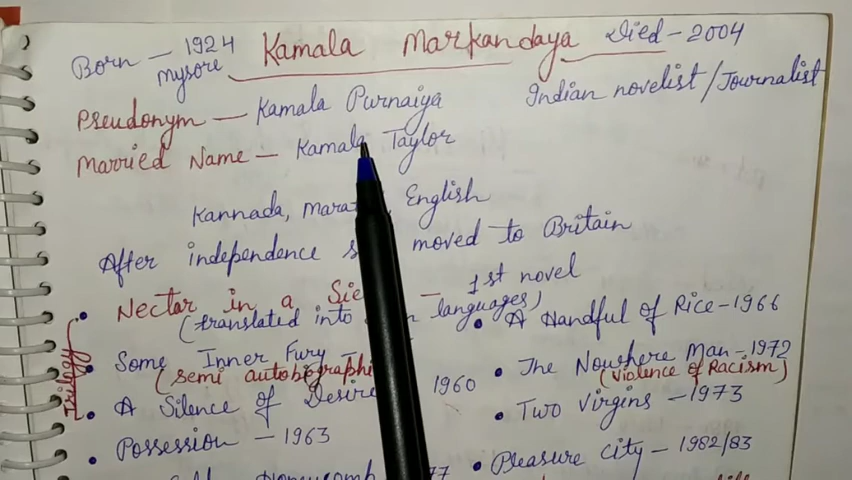 Born - 1924 Kamala Markandaya Died - 2004
Mysore
Indian novelist/Journalist
Pseudonym - Kamala Purnaiya
Married Name - Kamala Taylor
Kannada, English
After independence moved to Britain
Nectar in a - 1st novel
(translated into languages)
Trilogy
• A Handful of Rice - 1966
• Some Inner Fury
(semi
• The Nowhere Man - 1972
(Violence of Racism)
• A Silence of Desire 1960
• Two Virgins - 1973
• Possession - 1963
• Pleasure City - 1982/83